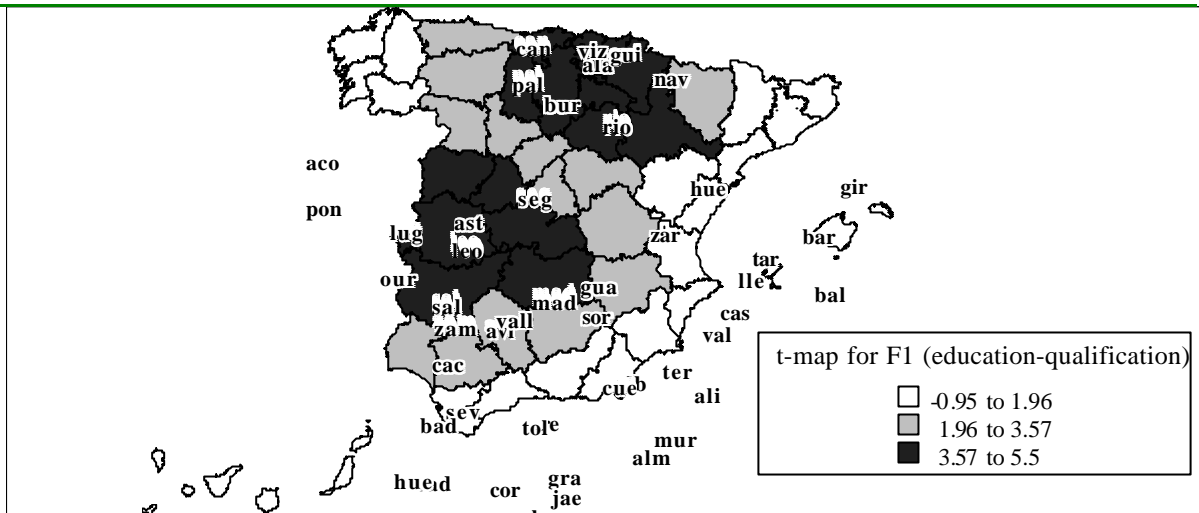 can
viz gui
ala
pal
nav
bur
rio
aco
hue
gir
seg
pon
ast
lug
bar
zar
leo
tar
our
lle
gua
bal
sal
mad
cas
zam
avi
vall
sor
val
t-map for F1 (education-qualification)
cac
ter
cue
ali
-0.95 to 1.96
sev
bad
tol
1.96 to 3.57
mur
alm
3.57 to 5.5
hue
cor
gra
jae